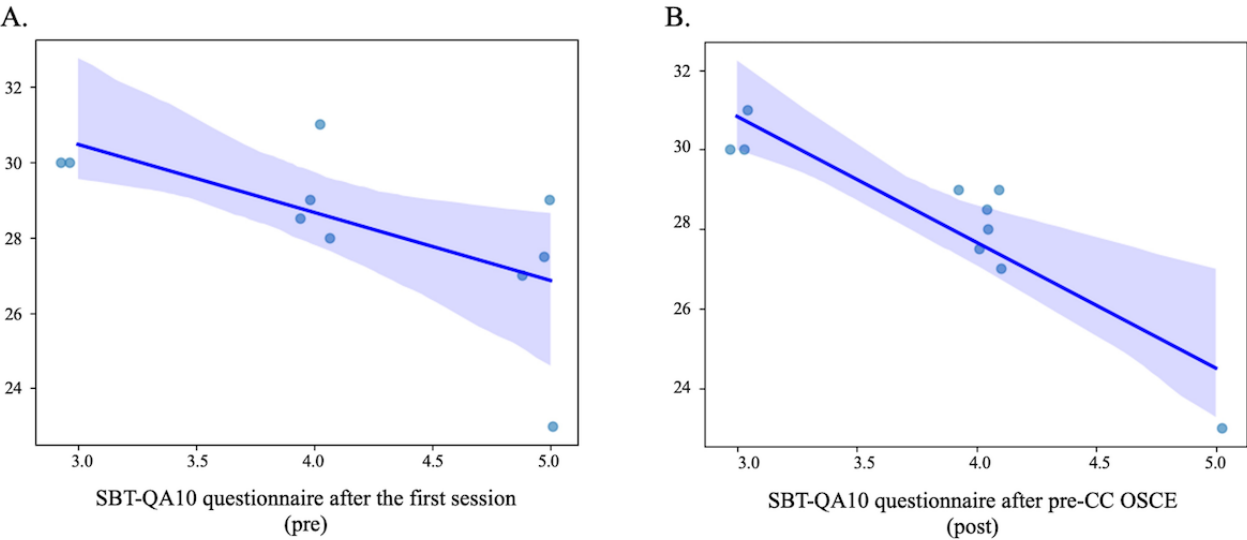 A.
32
30
28
26
24
3.0 3.5 4.0 4.5 5.0
SBT-QA10 questionnaire after the first session
(pre)
B.
32
30
28
26
24
3.0 3.5 4.0 4.5 5.0
SBT-QA10 questionnaire after pre-CC OSCE
(post)